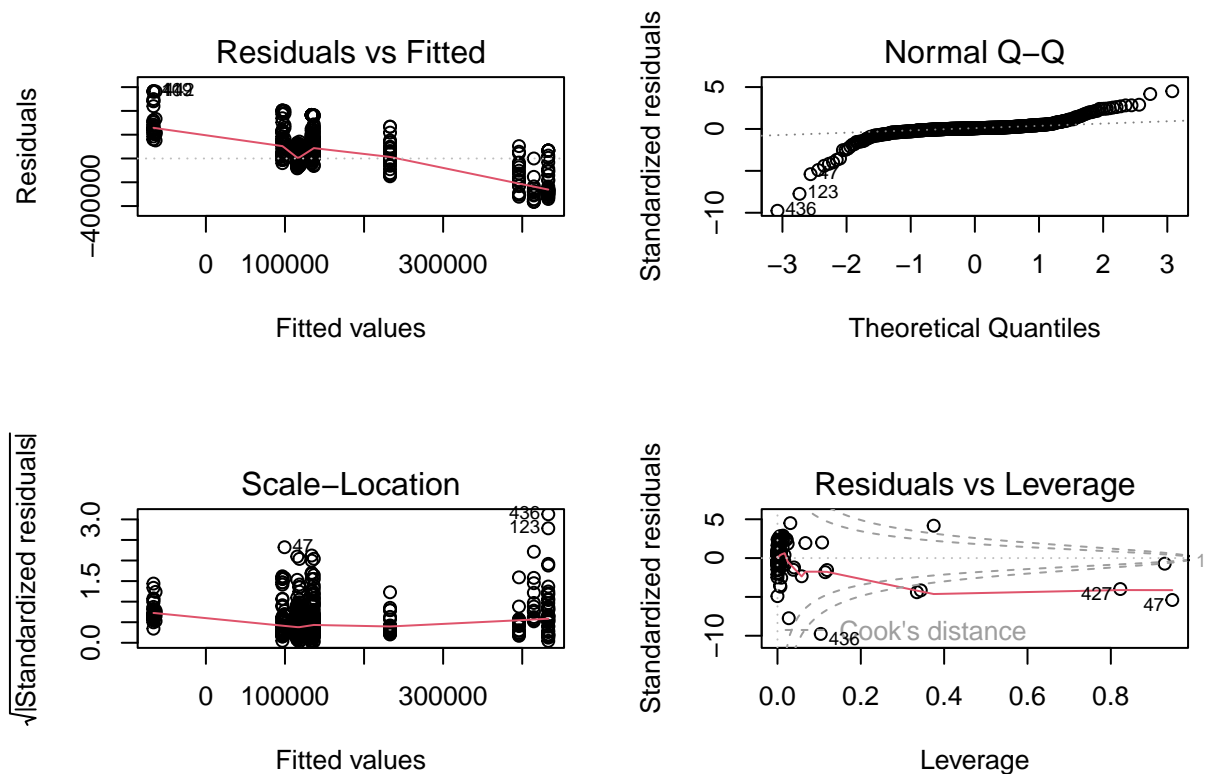 Residuals vs Fitted
Residuals
−400000
0 100000 300000
Fitted values
Normal Q−Q
Standardized residuals
5
0
−10
47
123
436
−3 −2 −1 0 1 2 3
Theoretical Quantiles
Scale−Location
√|Standardized residuals|
3.0
1.5
0.0
436
123
47
0 100000 300000
Fitted values
Residuals vs Leverage
Standardized residuals
5
0
−10
1
427
47
436
Cook's distance
0.0 0.2 0.4 0.6 0.8
Leverage